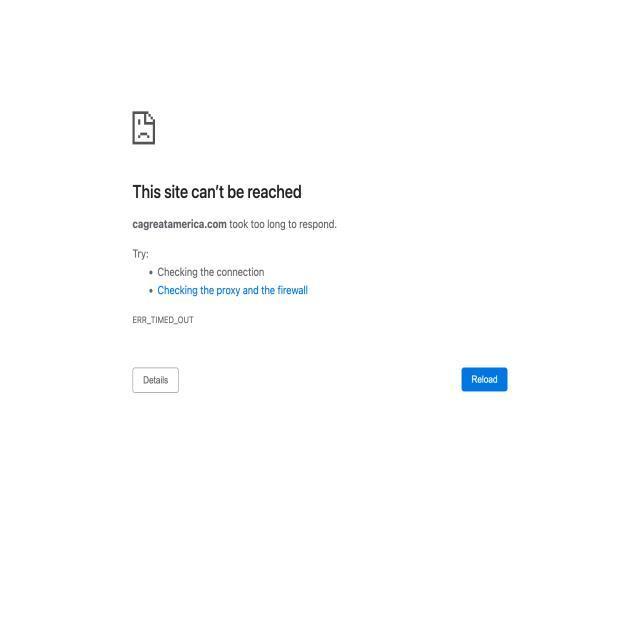 This site can't be reached
cagreatamerica.com took too long to respond.
Try:
• Checking the connection
• Checking the proxy and the firewall
ERR_TIMED_OUT
Details
Reload